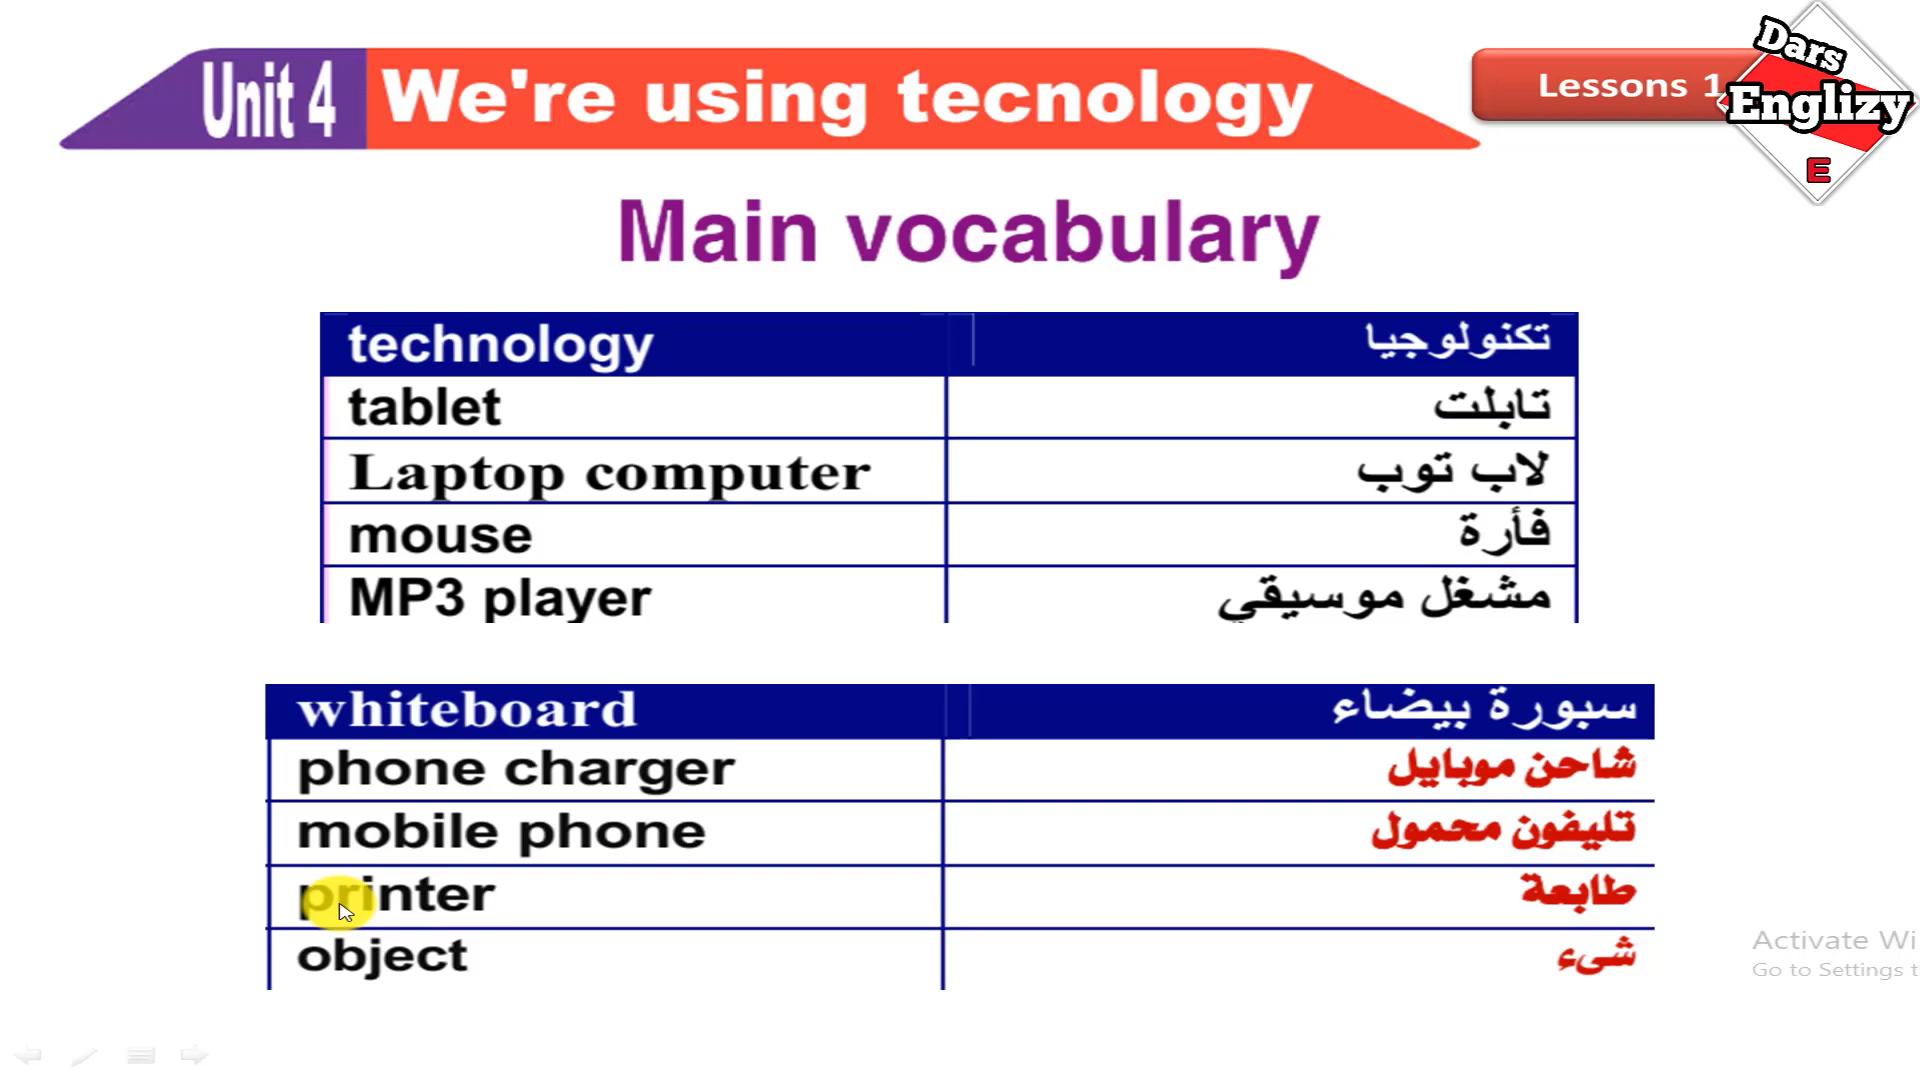 Unit 4 We're using tecnology
Lessons 1
Dars
Englizy
E
Main vocabulary
technology تكنولوجيا
tablet تابلت
Laptop computer لاب توب
mouse فأرة
MP3 player مشغل موسيقي
whiteboard سبورة بيضاء
phone charger شاحن موبايل
mobile phone تليفون محمول
printer طابعة
object شىء
Activate Wi
Go to Settings t